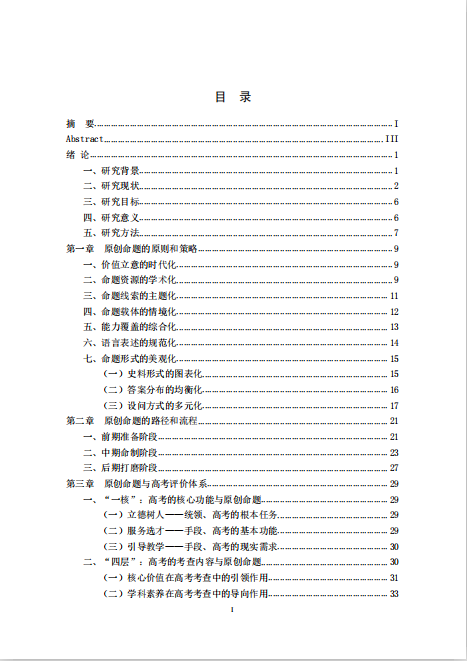 目 录
摘 要 I
Abstract III
绪 论 1
一、研究背景 1
二、研究现状 2
三、研究目标 6
四、研究意义 6
五、研究方法 7
第一章 原创命题的原则和策略 9
一、价值立意的时代化 9
二、命题资源的学术化 9
三、命题线索的主题化 11
四、命题载体的情境化 12
五、能力覆盖的综合化 13
六、语言表述的规范化 14
七、命题形式的美观化 15
（一）史料形式的图表化 15
（二）答案分布的均衡化 16
（三）设问方式的多元化 17
第二章 原创命题的路径和流程 21
一、前期准备阶段 21
二、中期命制阶段 23
三、后期打磨阶段 27
第三章 原创命题与高考评价体系 29
一、“一核”：高考的核心功能与原创命题 29
（一）立德树人——统领、高考的根本任务 29
（二）服务选才——手段、高考的基本功能 29
（三）引导教学——手段、高考的现实需求 30
二、“四层”：高考的考查内容与原创命题 30
（一）核心价值在高考考查中的引领作用 31
（二）学科素养在高考考查中的导向作用 33
I